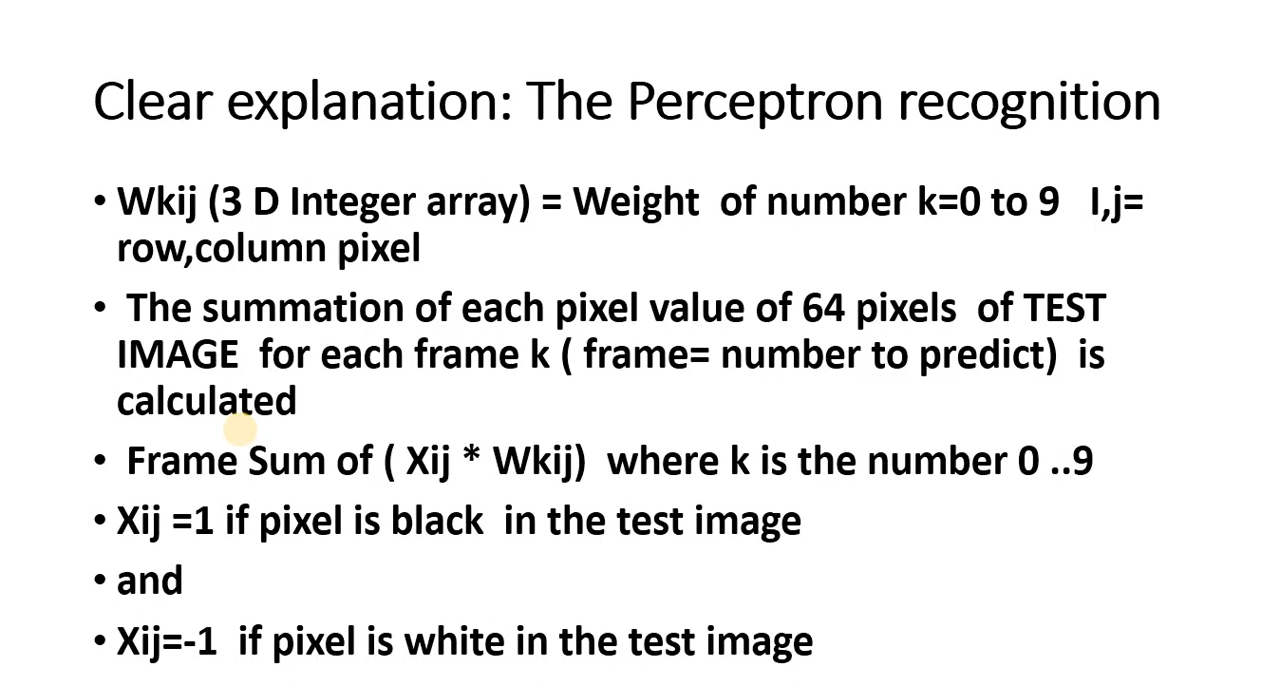 Clear explanation: The Perceptron recognition
• Wkij (3 D Integer array) = Weight of number k=0 to 9 I,j=
row,column pixel
• The summation of each pixel value of 64 pixels of TEST
IMAGE for each frame k ( frame= number to predict) is
calculated
• Frame Sum of ( Xij * Wkij) where k is the number 0 ..9
• Xij =1 if pixel is black in the test image
• and
• Xij=-1 if pixel is white in the test image